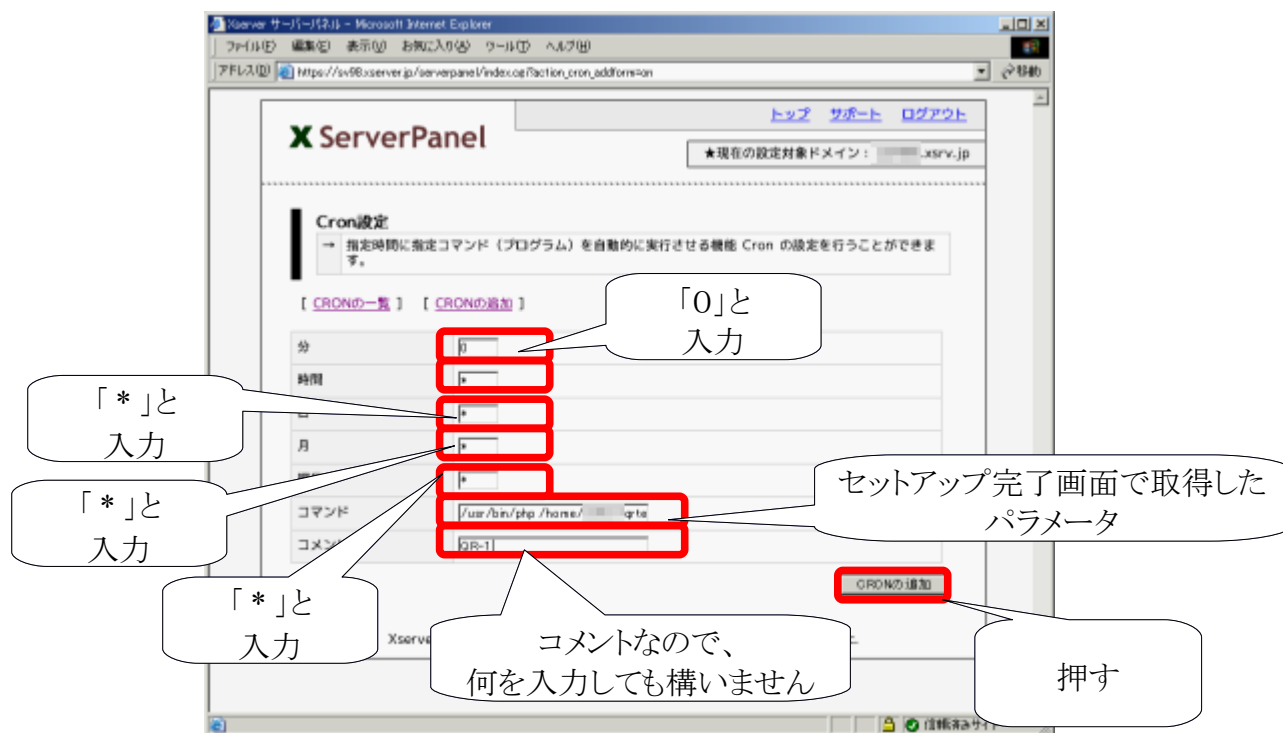 Xserver サーバーパネル - Microsoft Internet Explorer
ファイル(F) 編集(E) 表示(V) お気に入り(A) ツール(T) ヘルプ(H)
アドレス(D) https://sv98.xserver.jp/serverpanel/index.cgi?action_cron_addform=on 移動
トップ サポート ログアウト
X ServerPanel
★現在の設定対象ドメイン: .xsrv.jp
Cron設定
→ 指定時間に指定コマンド（プログラム）を自動的に実行させる機能 Cron の設定を行うことができま
す。
[ CRONの一覧 ] [ CRONの追加 ]
「0」と
入力
分 0
時間 *
「*」と
入力
*
月 *
「*」と
入力
*
セットアップ完了画面で取得した
パラメータ
コマンド /usr/bin/php /home/ qrte
コメン QR-1
CRONの追加
「*」と
入力
Xserve
コメントなので、
何を入力しても構いません
押す
信頼済みサイト